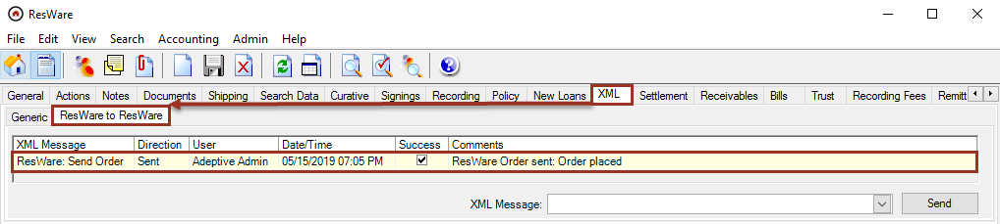 ResWare
File Edit View Search Accounting Admin Help
General Actions Notes Documents Shipping Search Data Curative Signings Recording Policy New Loans XML Settlement Receivables Bills Trust Recording Fees Remitt
Generic ResWare to ResWare
XML Message Direction User Date/Time Success Comments
ResWare: Send Order Sent Adeptive Admin 05/15/2019 07:05 PM ResWare Order sent: Order placed
XML Message: Send